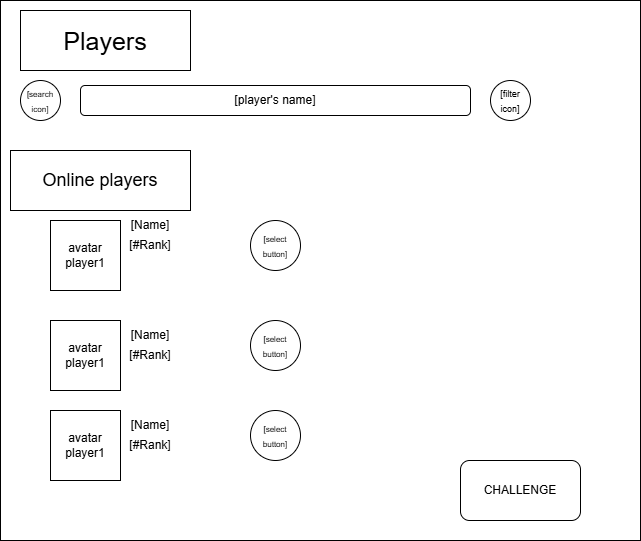 Players
[search
icon]
[player's name]
[filter
icon]
Online players
avatar
player1
[Name]
[#Rank]
[select
button]
avatar
player1
[Name]
[#Rank]
[select
button]
avatar
player1
[Name]
[#Rank]
[select
button]
CHALLENGE